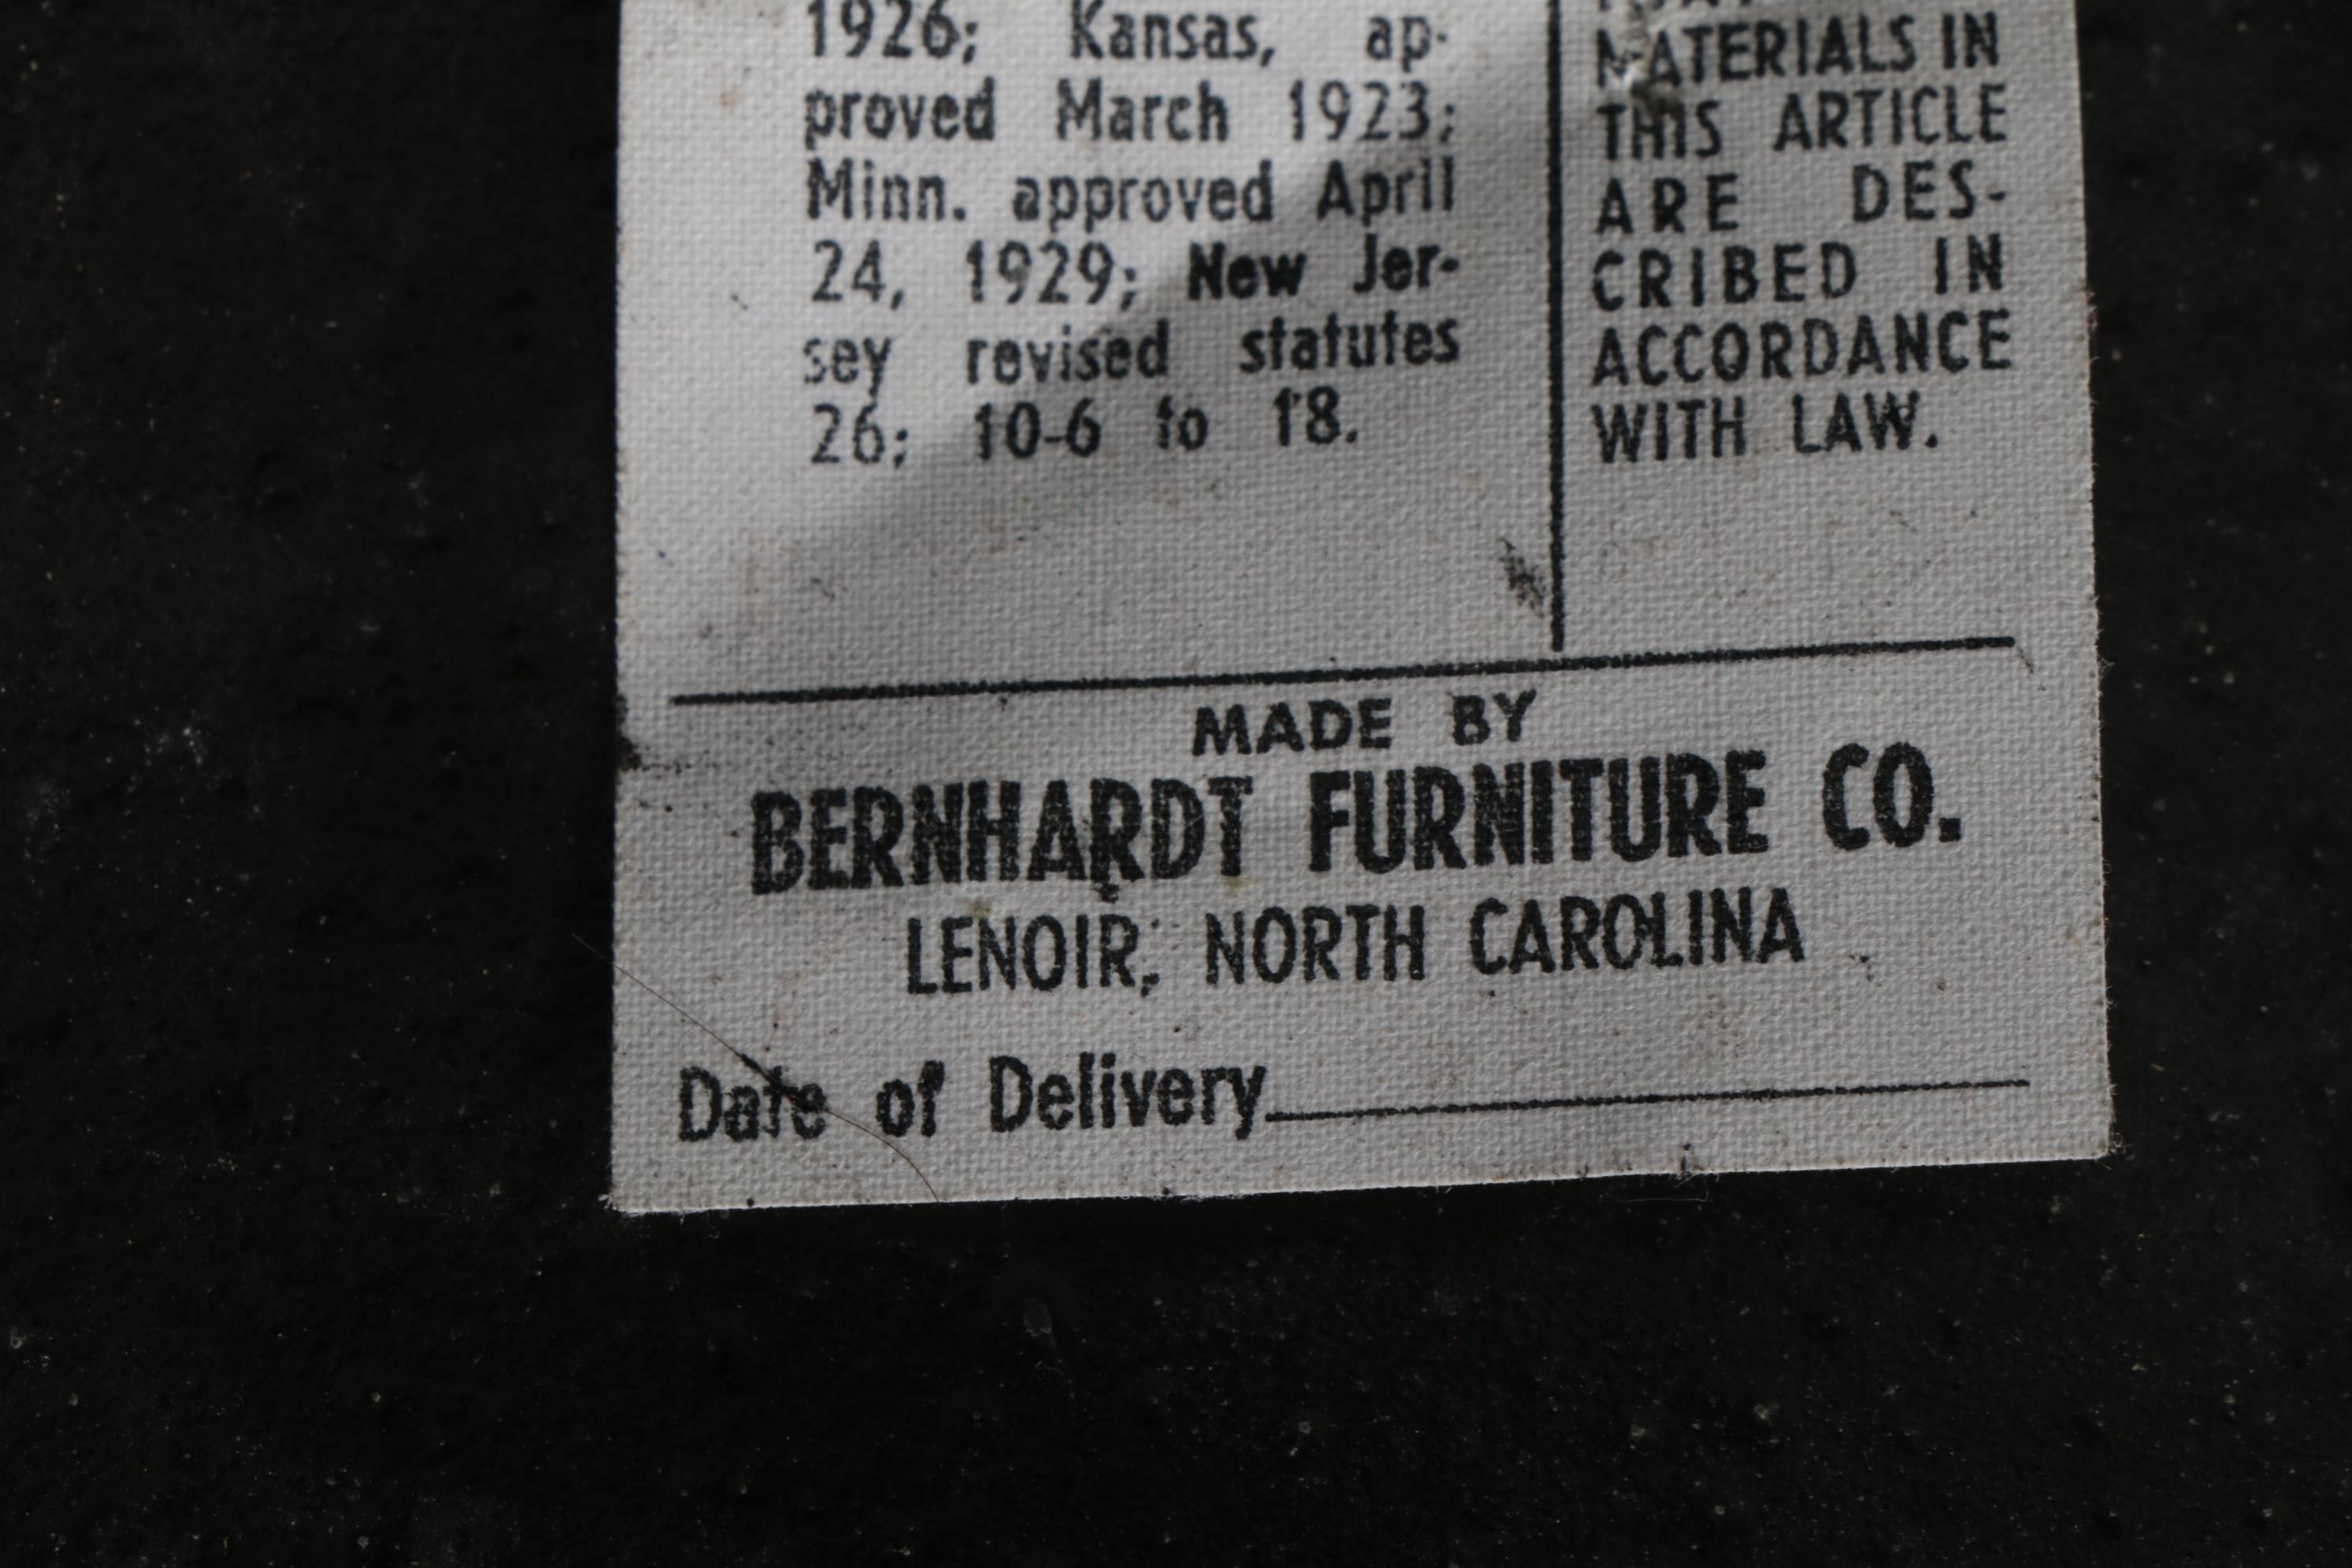 1926; Kansas, ap-
proved March 1923;
Minn. approved April
24, 1929; New Jer-
sey revised statutes
26; 10-6 to 18.
MATERIALS IN
THIS ARTICLE
ARE DES-
CRIBED IN
ACCORDANCE
WITH LAW.
MADE BY
BERNHARDT FURNITURE CO.
LENOIR, NORTH CAROLINA
Date of Delivery